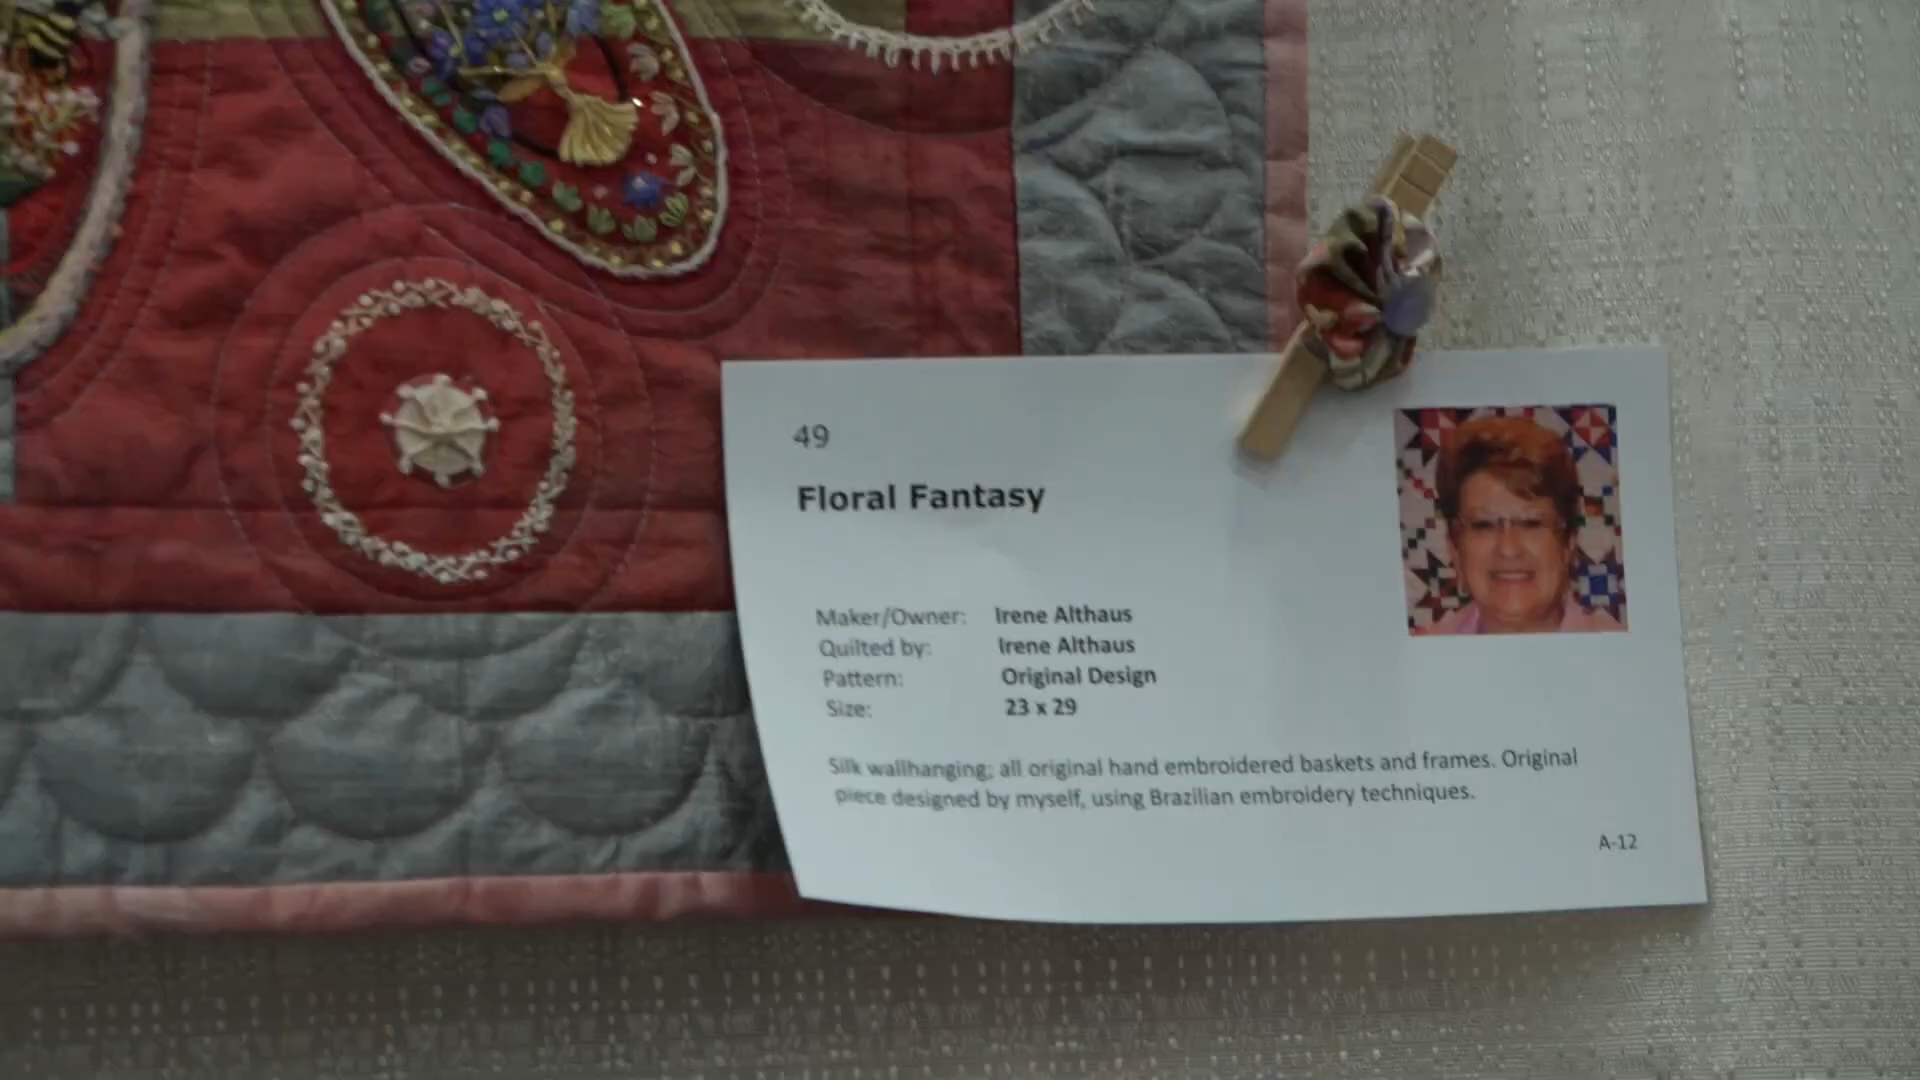 49
Floral Fantasy
Maker/Owner: Irene Althaus
Quilted by: Irene Althaus
Pattern: Original Design
Size: 23 x 29
Silk wallhanging; all original hand embroidered baskets and frames. Original
piece designed by myself, using Brazilian embroidery techniques.
A-12